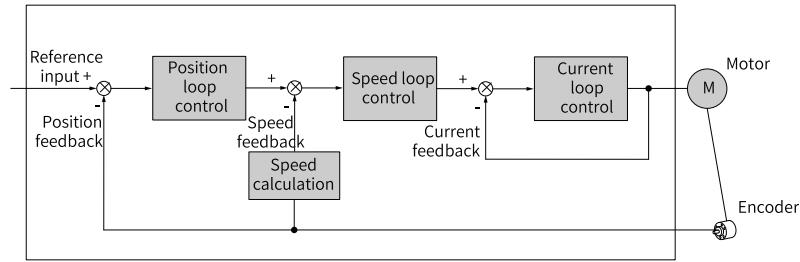 Reference
input +
-
Position
feedback
Position
loop
control
+
-
Speed
feedback
Speed
calculation
Speed loop
control
+
-
Current
feedback
Current
loop
control
Motor
M
Encoder